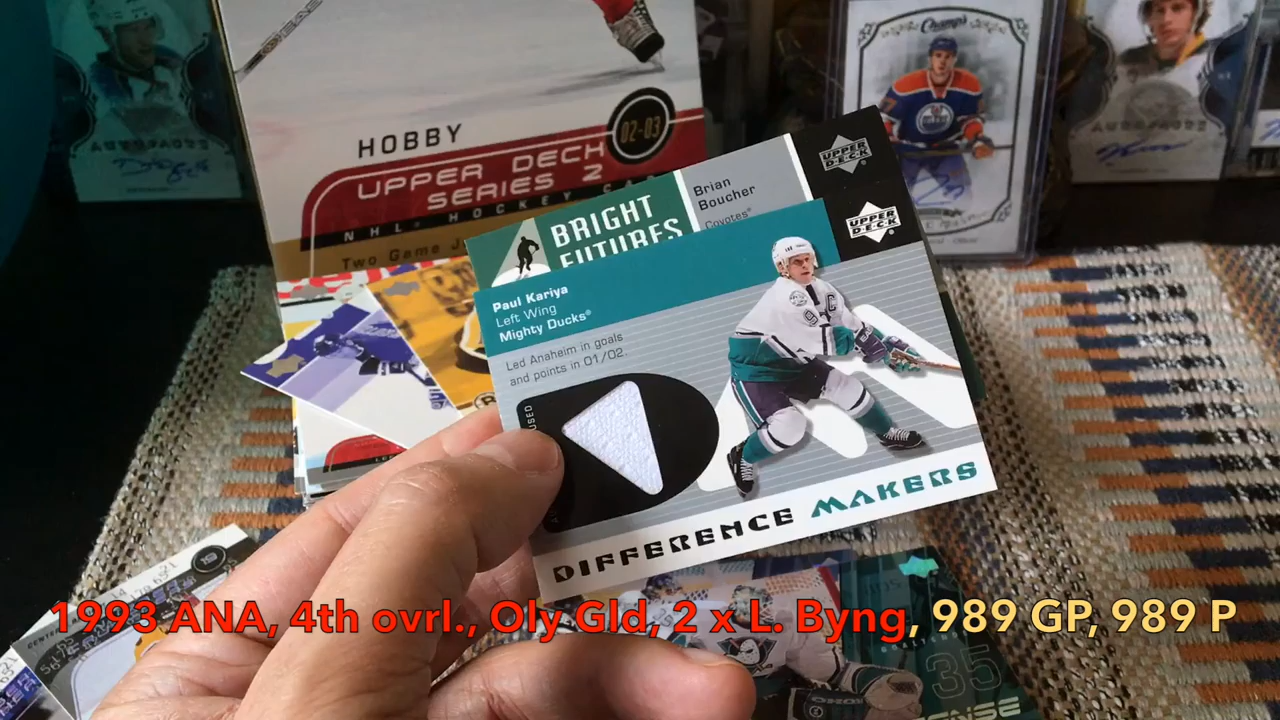 Champs
HOBBY
02-03
UPPER DECK
SERIES 2
NHL HOCKEY CA
Two Game J
UPPER DECK
BRIGHT
FUTURES
Brian
Boucher
Coyotes®
UPPER DECK
Paul Kariya
Left Wing
Mighty Ducks®
Led Anaheim in goals
and points in 01/02.
USED
DIFFERENCE MAKERS
1993 ANA, 4th ovrl., Oly Gld, 2 x L. Byng, 989 GP, 989 P
35